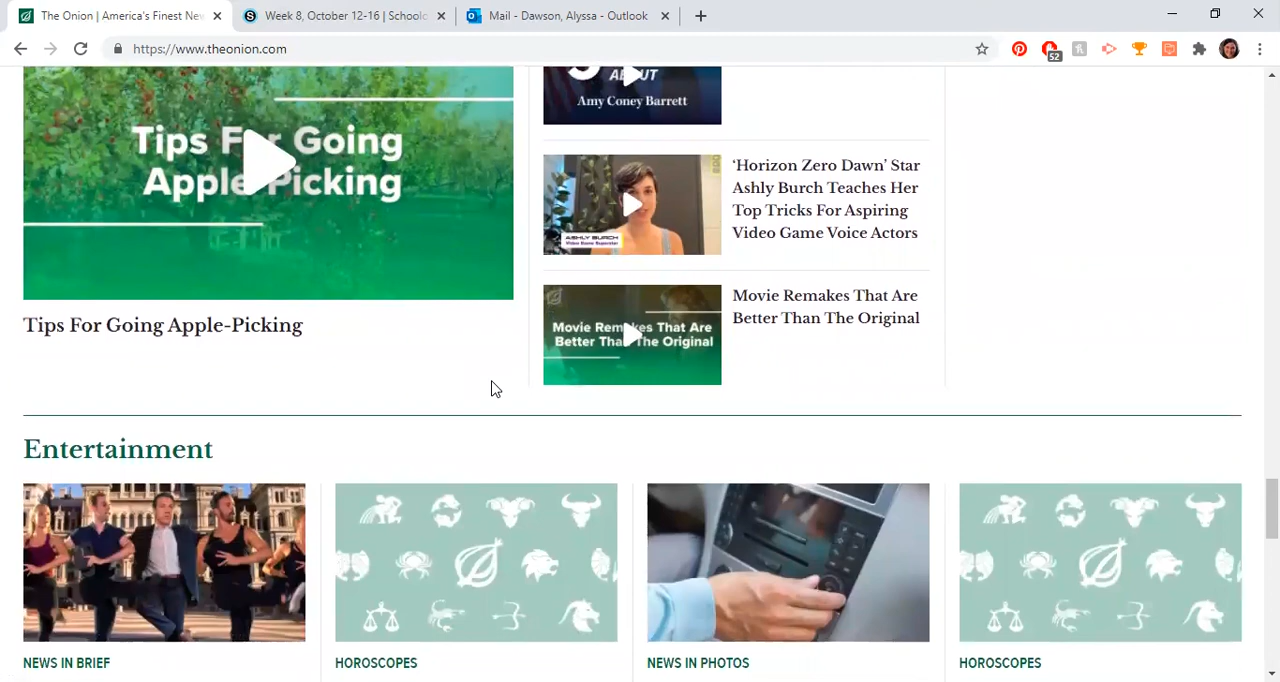 The Onion | America's Finest New
Week 8, October 12-16 | Schoolo
Mail - Dawson, Alyssa - Outlook
https://www.theonion.com
52
Tips For Going
Apple-Picking
Tips For Going Apple-Picking
ABOUT
Amy Coney Barrett
ASHLY BURCH
Video Game Superstar
'Horizon Zero Dawn' Star
Ashly Burch Teaches Her
Top Tricks For Aspiring
Video Game Voice Actors
Movie Remakes That Are
Better Than The Original
Movie Remakes That Are
Better Than The Original
Entertainment
NEWS IN BRIEF
HOROSCOPES
NEWS IN PHOTOS
HOROSCOPES